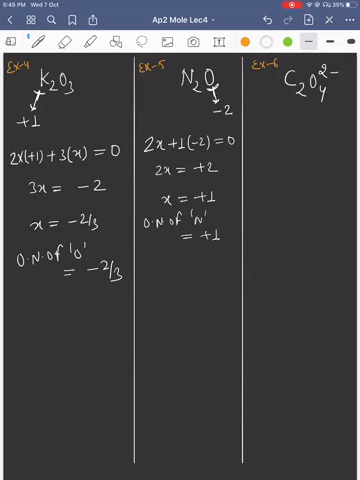 5:45 PM Wed 7 Oct
35%
Ap2 Mole Lec4
Ex-4
K₂O₃
+1
2×(+1) + 3(x) = 0
3x = -2
x = -2/3
O.N. of 'O'
= -2/3
Ex-5
N₂O
-2
2x + 1(-2) = 0
2x = +2
x = +1
O.N. of 'N'
= +1
Ex-6
C₂O₄²⁻